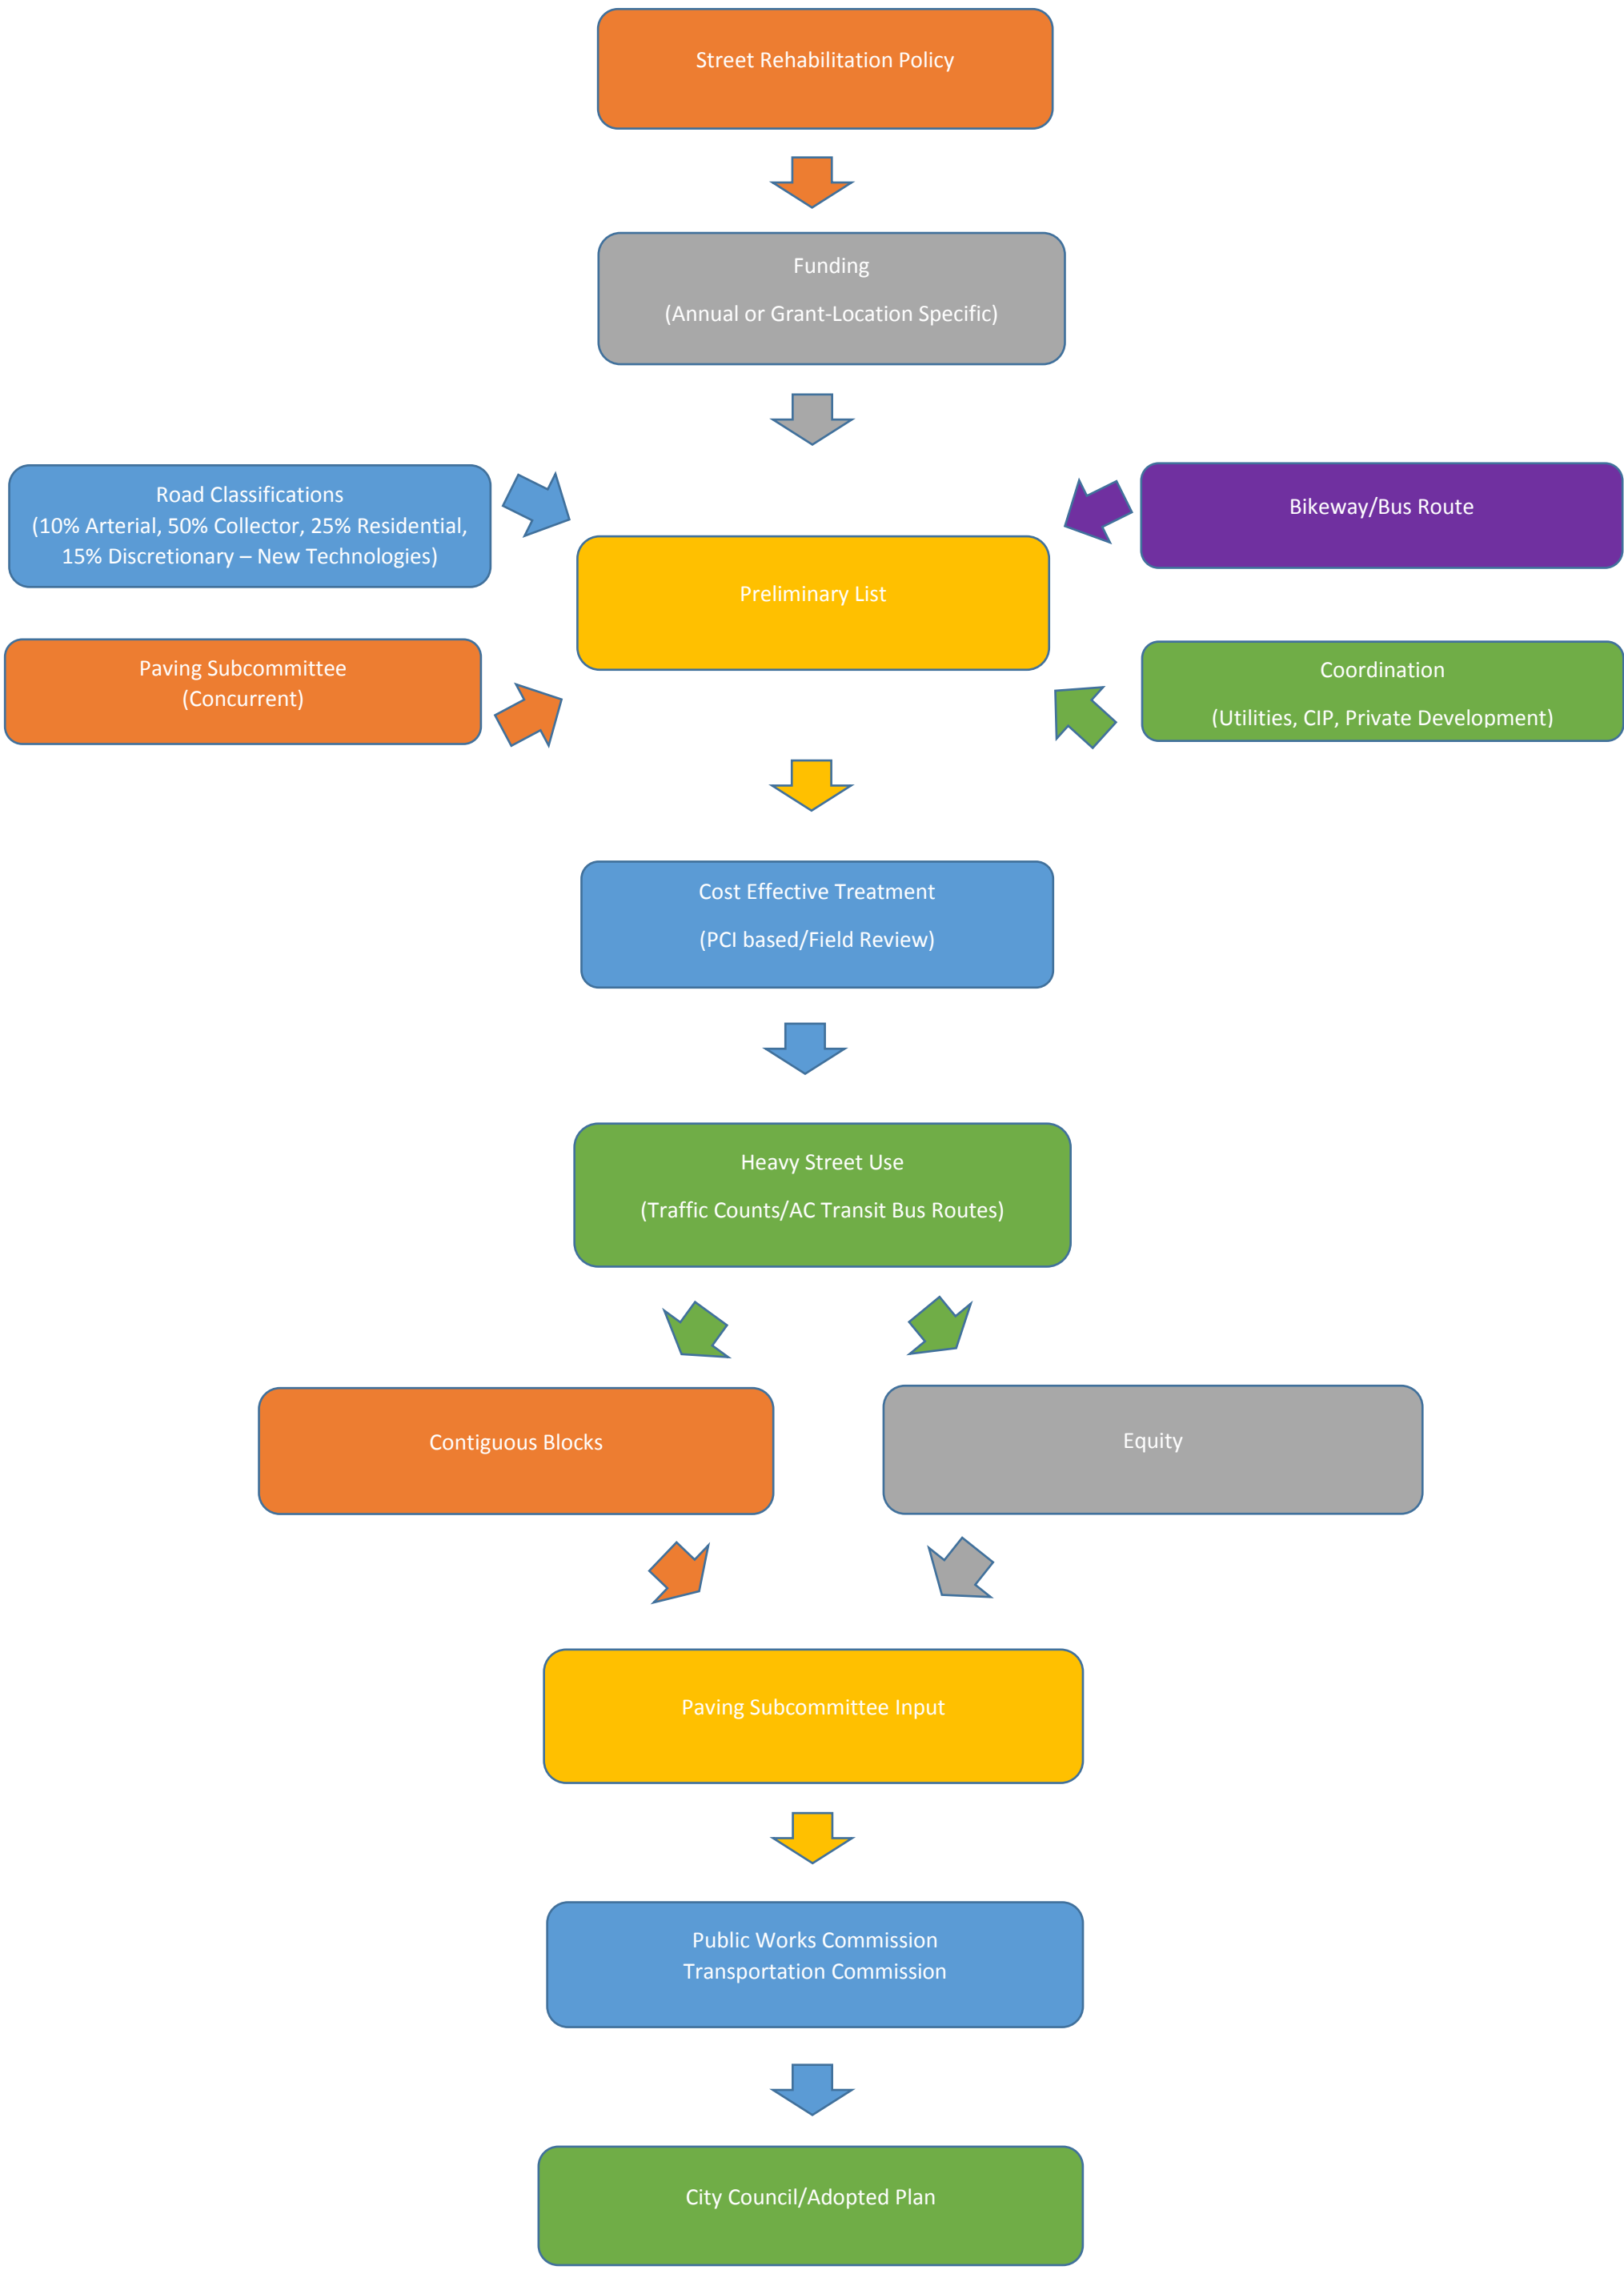 Street Rehabilitation Policy
Funding
(Annual or Grant-Location Specific)
Road Classifications
(10% Arterial, 50% Collector, 25% Residential,
15% Discretionary – New Technologies)
Bikeway/Bus Route
Preliminary List
Paving Subcommittee
(Concurrent)
Coordination
(Utilities, CIP, Private Development)
Cost Effective Treatment
(PCI based/Field Review)
Heavy Street Use
(Traffic Counts/AC Transit Bus Routes)
Contiguous Blocks
Equity
Paving Subcommittee Input
Public Works Commission
Transportation Commission
City Council/Adopted Plan